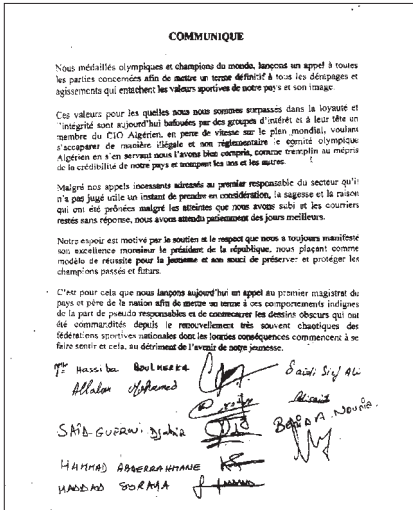 COMMUNIQUE
Nous médaillés olympiques et champions du monde, lançons un appel à toutes
les parties concernées afin de mettre un terme définitif à tous les dérapages et
agissements qui entachent les valeurs sportives de notre pays et son image.
Ces valeurs pour les quelles nous nous sommes surpassés dans la loyauté et
l'intégrité sont aujourd'hui bafouées par des groupes d'intérêt et à leur tête un
membre du CIO Algérien, en perte de vitesse sur le plan mondial, voulant
s'accaparer de manière illégale et non réglementaire le comité olympique
Algérien en s'en servant nous l'avons bien compris, comme tremplin au mépris
de la crédibilité de notre pays et trompant les uns et les autres.
Malgré nos appels incessants adressés au premier responsable du secteur qu'il
n'a pas jugé utile un instant de prendre en considération, la sagesse et la raison
qui ont été prônées malgré les atteintes que nous avons subi et les courriers
restés sans réponse, nous avons attendu patiemment des jours meilleurs.
Notre espoir est motivé par le soutien et le respect que nous a toujours manifesté
son excellence monsieur le président de la république, nous plaçant comme
modèle de réussite pour la jeunesse et son souci de préserver et protéger les
champions passés et futurs.
C'est pour cela que nous lançons aujourd'hui un appel au premier magistrat du
pays et père de la nation afin de mettre un terme à ces comportements indignes
de la part de pseudo responsables et de contrecarrer les dessins obscurs qui ont
été commandités depuis le renouvellement très souvent chaotiques des
fédérations sportives nationales dont les lourdes conséquences commencent à se
faire sentir et cela, au détriment de l'avenir de notre jeunesse.
Hassiba BOULMERKA
Saidi Sief Ali
Allalou Mohamed
SAÏD-GUERNI Djabir
BENIDA NOURIA
HAMMAD ABDERRAHMANE
HADDAD SORAYA